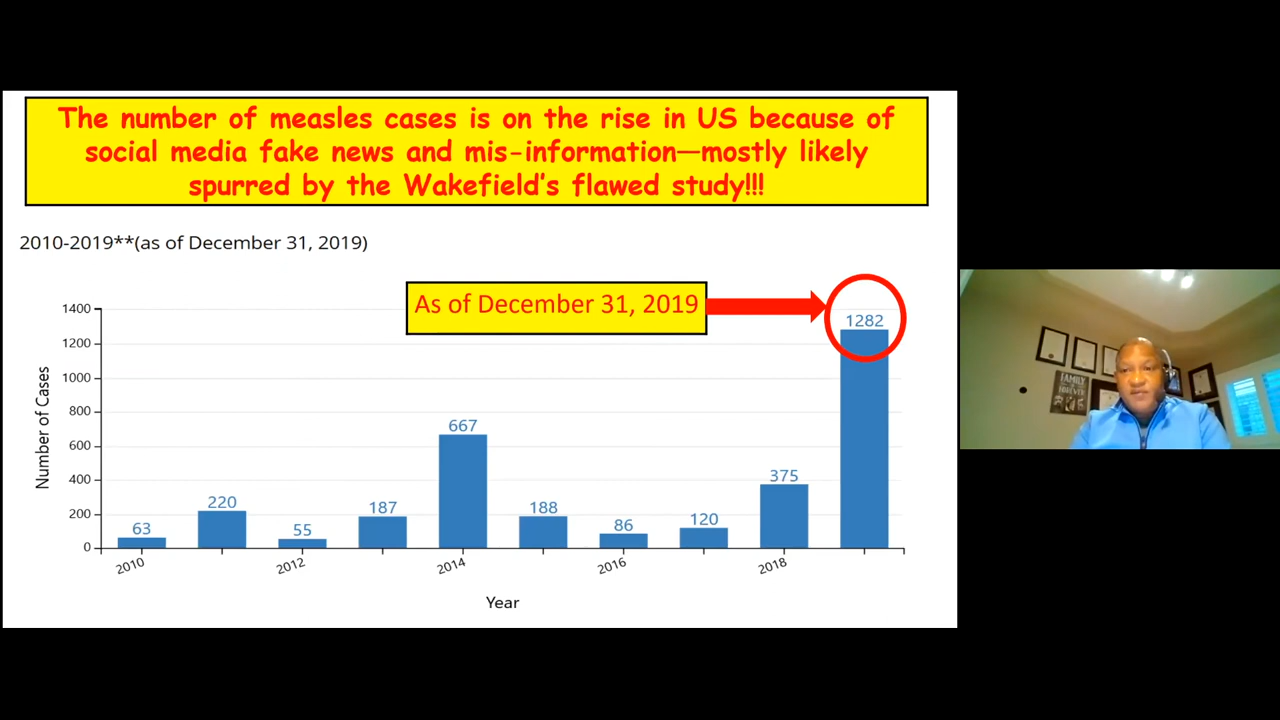 The number of measles cases is on the rise in US because of
social media fake news and mis-information—mostly likely
spurred by the Wakefield's flawed study!!!
2010-2019**(as of December 31, 2019)
As of December 31, 2019
Number of Cases
1400
1200
1000
800
600
400
200
0
63
220
55
187
667
188
86
120
375
1282
2010
2012
2014
2016
2018
Year
FAMILY
FOREVER